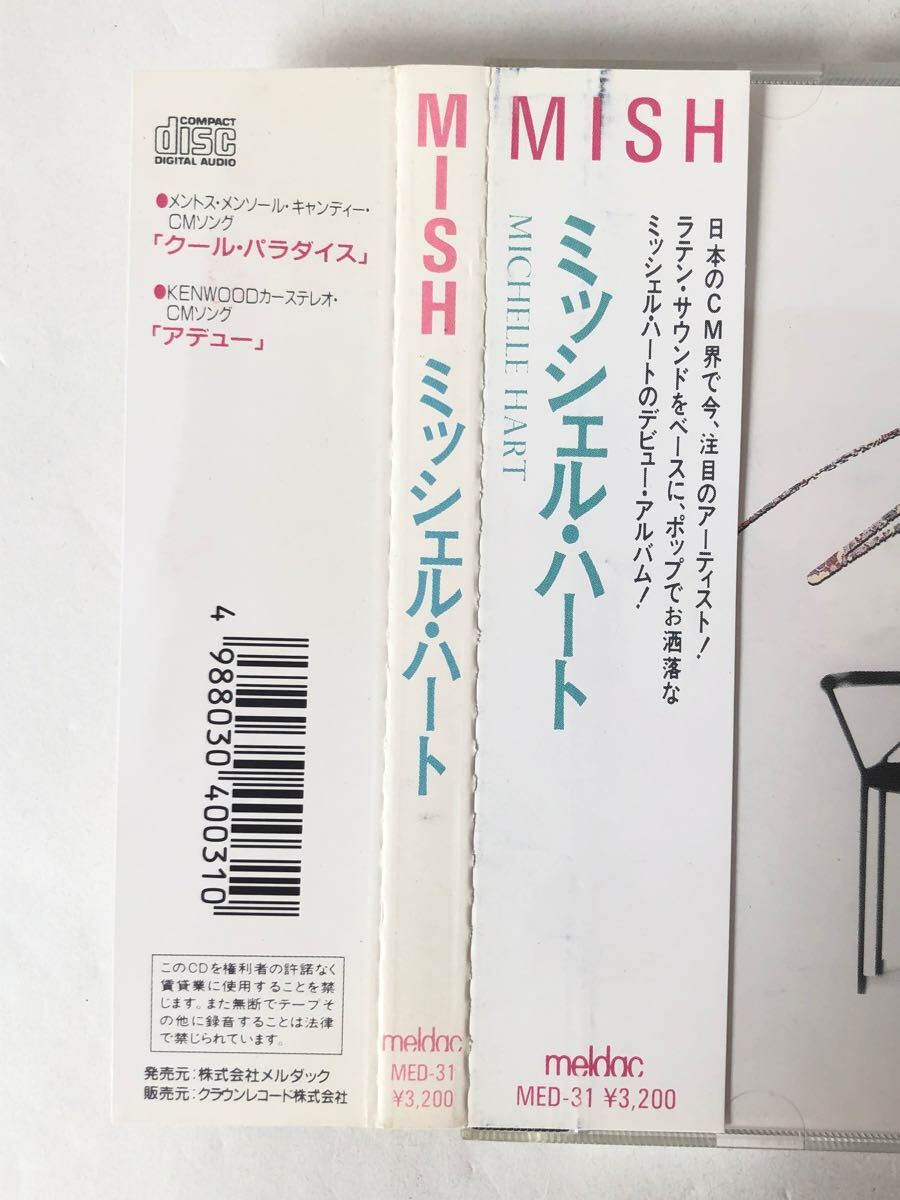 COMPACT
disc
DIGITAL AUDIO
●メントス・メンソール・キャンディー・
CMソング
「クール・パラダイス」
●KENWOODカーステレオ・
CMソング
「アデュー」
4 988030 400310
このCDを権利者の許諾なく
賃貸業に使用することを禁
じます。また無断でテープそ
の他に録音することは法律
で禁じられています。
発売元：株式会社メルダック
販売元：クラウンレコード株式会社
MISH ミッシェル・ハート
meldac
MED-31
¥3,200
MISH
日本のCM界で今、注目のアーティスト！
ラテン・サウンドをベースに、ポップでお洒落な
ミッシェル・ハートのデビュー・アルバム！
ミッシェル・ハート
MICHELLE HART
meldac
MED-31 ¥3,200